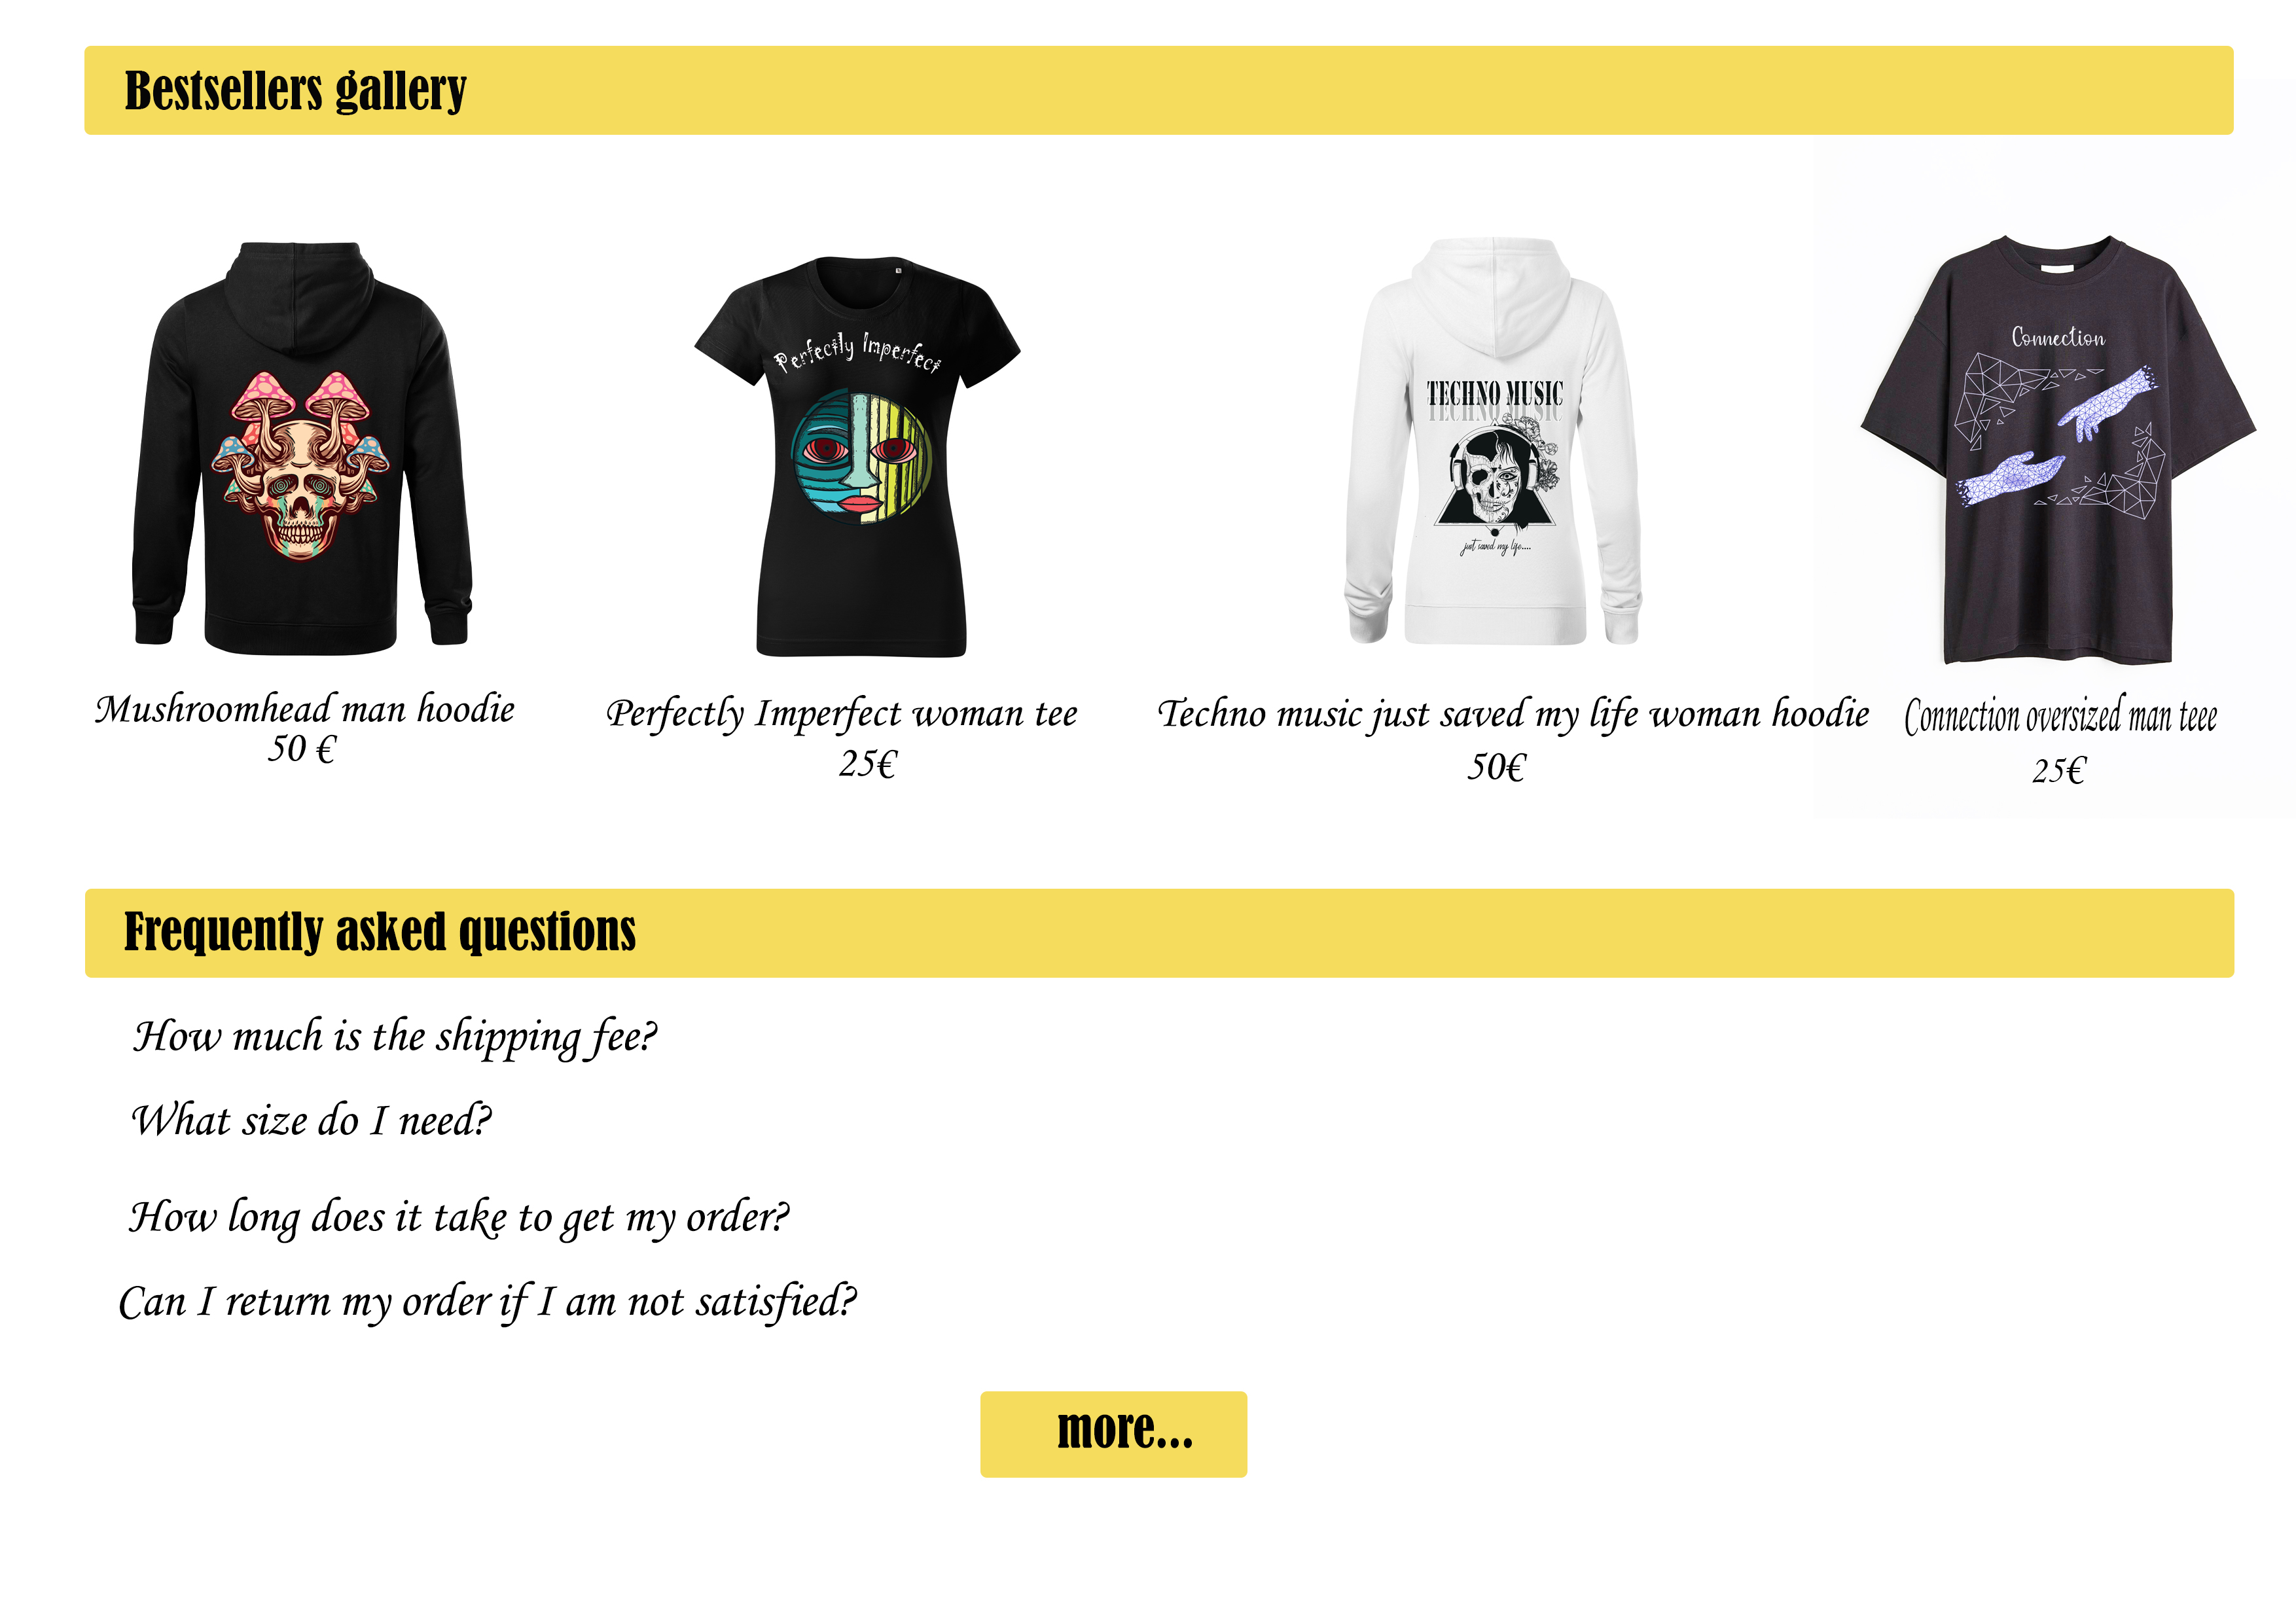 Bestsellers gallery
Perfectly Imperfect
TECHNO MUSIC
TECHNO MUSIC
just saved my life....
Connection
Mushroomhead man hoodie
50 €
Perfectly Imperfect woman tee
25€
Techno music just saved my life woman hoodie
50€
Connection oversized man teee
25€
Frequently asked questions
How much is the shipping fee?
What size do I need?
How long does it take to get my order?
Can I return my order if I am not satisfied?
more...